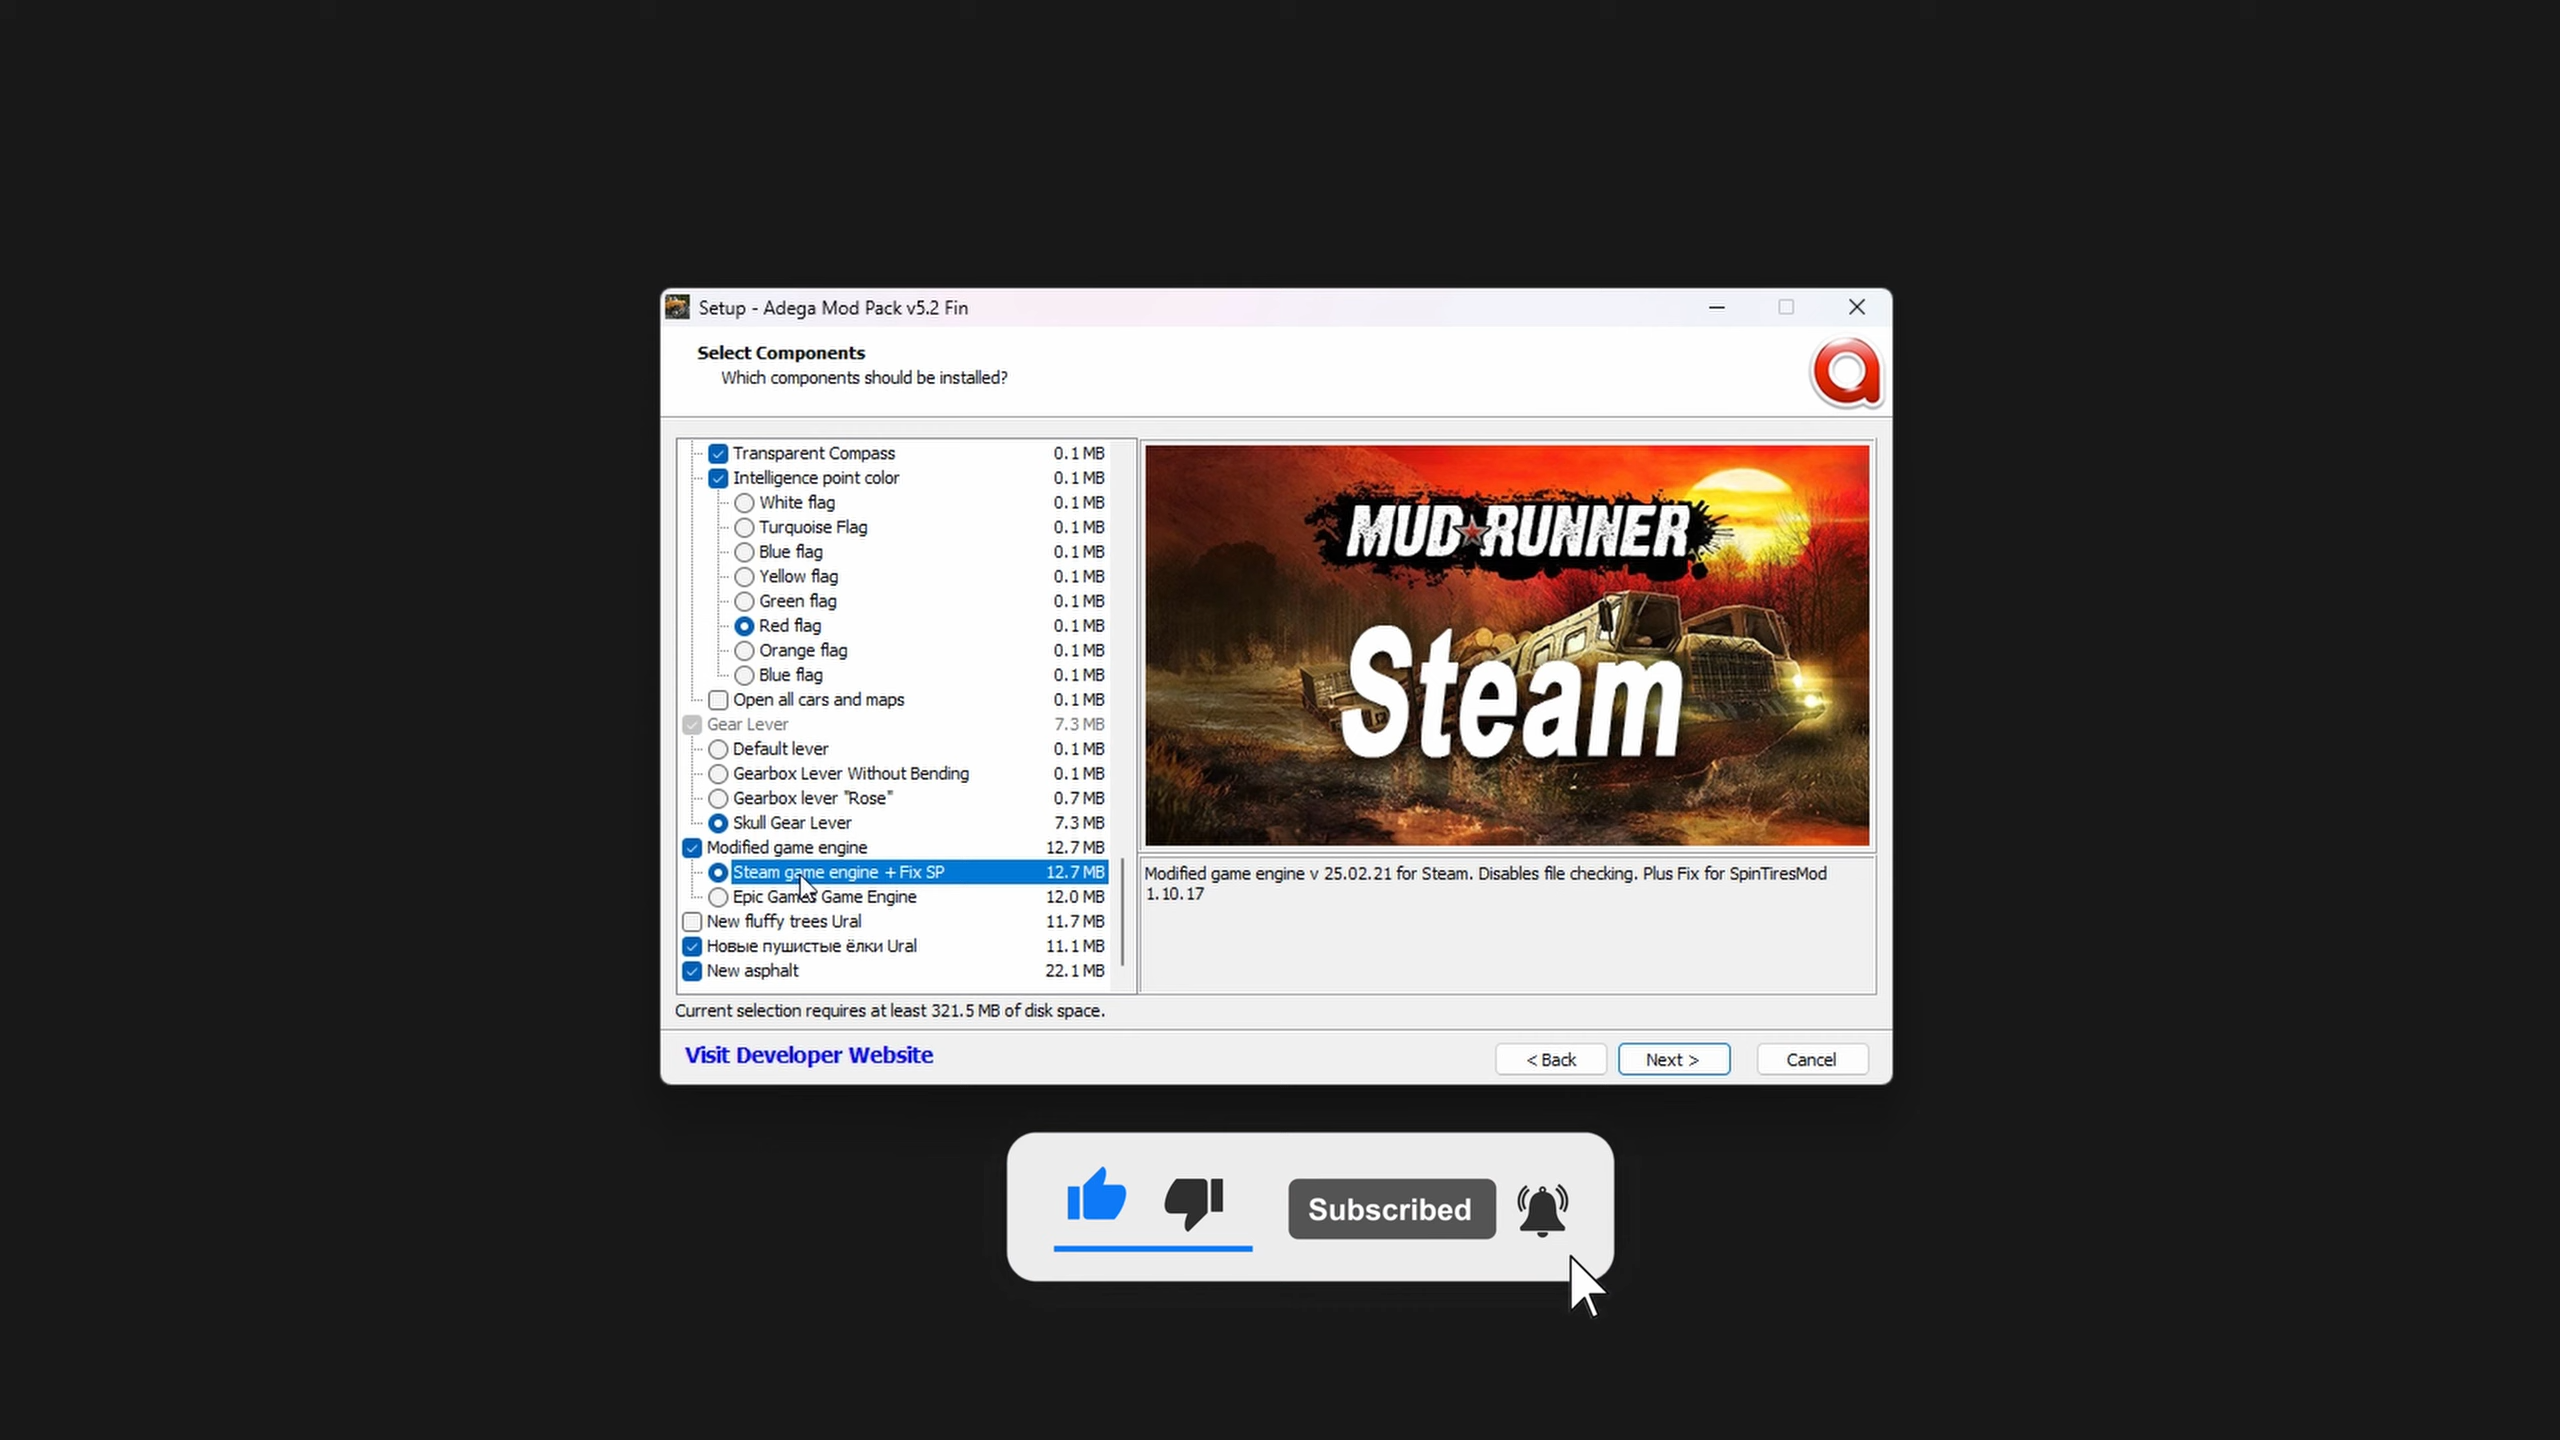 Setup - Adega Mod Pack v5.2 Fin
Select Components
Which components should be installed?
Transparent Compass 0.1 MB
Intelligence point color 0.1 MB
White flag 0.1 MB
Turquoise Flag 0.1 MB
Blue flag 0.1 MB
Yellow flag 0.1 MB
Green flag 0.1 MB
Red flag 0.1 MB
Orange flag 0.1 MB
Blue flag 0.1 MB
Open all cars and maps 0.1 MB
Gear Lever 7.3 MB
Default lever 0.1 MB
Gearbox Lever Without Bending 0.1 MB
Gearbox lever "Rose" 0.7 MB
Skull Gear Lever 7.3 MB
Modified game engine 12.7 MB
Steam game engine + Fix SP 12.7 MB
Epic Games Game Engine 12.0 MB
New fluffy trees Ural 11.7 MB
Новые пушистые ёлки Ural 11.1 MB
New asphalt 22.1 MB
MUD RUNNER
Steam
Modified game engine v 25.02.21 for Steam. Disables file checking. Plus Fix for SpinTiresMod
1.10.17
Current selection requires at least 321.5 MB of disk space.
Visit Developer Website
< Back
Next >
Cancel
Subscribed